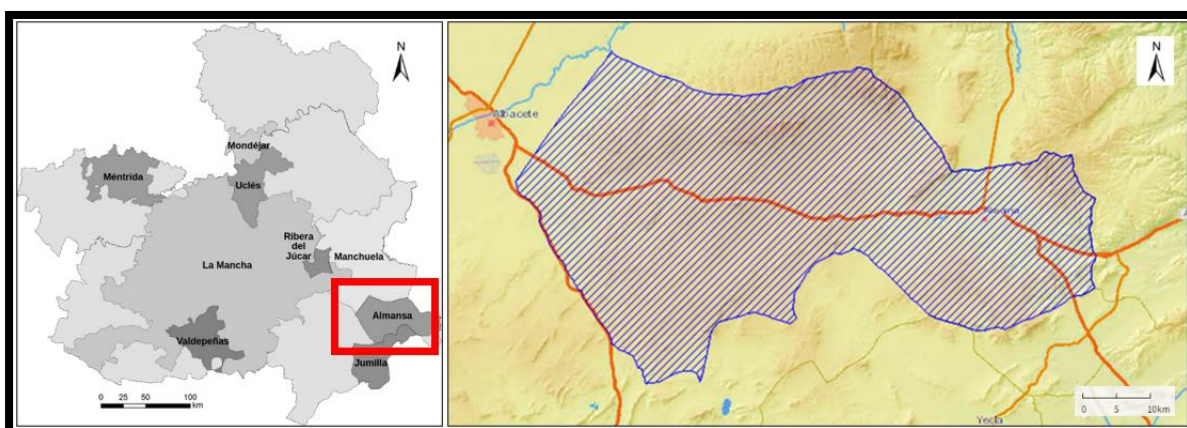 N
Mondéjar
Méntrida
Uclés
Ribera
del
Júcar
Manchuela
La Mancha
Almansa
Valdepeñas
Jumilla
0 25 50 100
km
N
Albacete
0 5 10km
Yecla